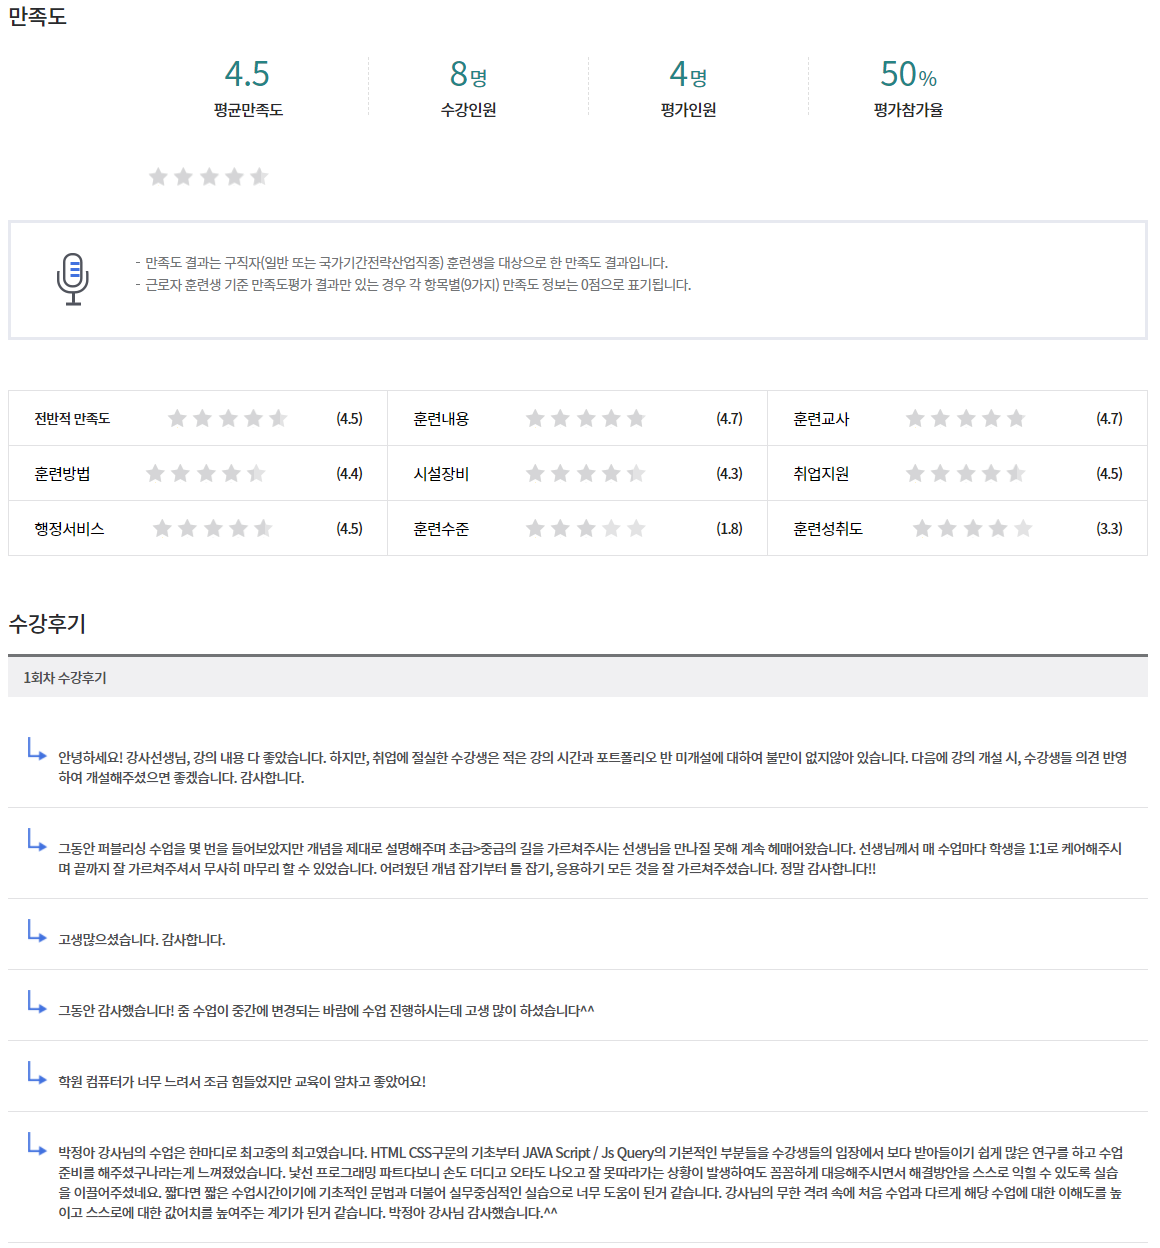 만족도
4.5
8명
4명
50%
평균만족도
수강인원
평가인원
평가참가율
- 만족도 결과는 구직자(일반 또는 국가기간전략산업직종) 훈련생을 대상으로 한 만족도 결과입니다.
- 근로자 훈련생 기준 만족도평가 결과만 있는 경우 각 항목별(9가지) 만족도 정보는 0점으로 표기됩니다.
전반적 만족도 (4.5) 훈련내용 (4.7) 훈련교사 (4.7)
훈련방법 (4.4) 시설장비 (4.3) 취업지원 (4.5)
행정서비스 (4.5) 훈련수준 (1.8) 훈련성취도 (3.3)
수강후기
1회차 수강후기
안녕하세요! 강사선생님, 강의 내용 다 좋았습니다. 하지만, 취업에 절실한 수강생은 적은 강의 시간과 포트폴리오 반 미개설에 대하여 불만이 없지않아 있습니다. 다음에 강의 개설 시, 수강생들 의견 반영
하여 개설해주셨으면 좋겠습니다. 감사합니다.
그동안 퍼블리싱 수업을 몇 번을 들어보았지만 개념을 제대로 설명해주며 초급>중급의 길을 가르쳐주시는 선생님을 만나질 못해 계속 헤매어왔습니다. 선생님께서 매 수업마다 학생을 1:1로 케어해주시
며 끝까지 잘 가르쳐주셔서 무사히 마무리 할 수 있었습니다. 어려웠던 개념 잡기부터 틀 잡기, 응용하기 모든 것을 잘 가르쳐주셨습니다. 정말 감사합니다!!
고생많으셨습니다. 감사합니다.
그동안 감사했습니다! 줌 수업이 중간에 변경되는 바람에 수업 진행하시는데 고생 많이 하셨습니다^^
학원 컴퓨터가 너무 느려서 조금 힘들었지만 교육이 알차고 좋았어요!
박정아 강사님의 수업은 한마디로 최고중의 최고였습니다. HTML CSS구문의 기초부터 JAVA Script / Js Query의 기본적인 부분들을 수강생들의 입장에서 보다 받아들이기 쉽게 많은 연구를 하고 수업
준비를 해주셨구나라는게 느껴졌었습니다. 낯선 프로그래밍 파트다보니 손도 더디고 오타도 나오고 잘 못따라가는 상황이 발생하여도 꼼꼼하게 대응해주시면서 해결방안을 스스로 익힐 수 있도록 실습
을 이끌어주셨네요. 짧다면 짧은 수업시간이기에 기초적인 문법과 더불어 실무중심적인 실습으로 너무 도움이 된거 같습니다. 강사님의 무한 격려 속에 처음 수업과 다르게 해당 수업에 대한 이해도를 높
이고 스스로에 대한 값어치를 높여주는 계기가 된거 같습니다. 박정아 강사님 감사했습니다.^^